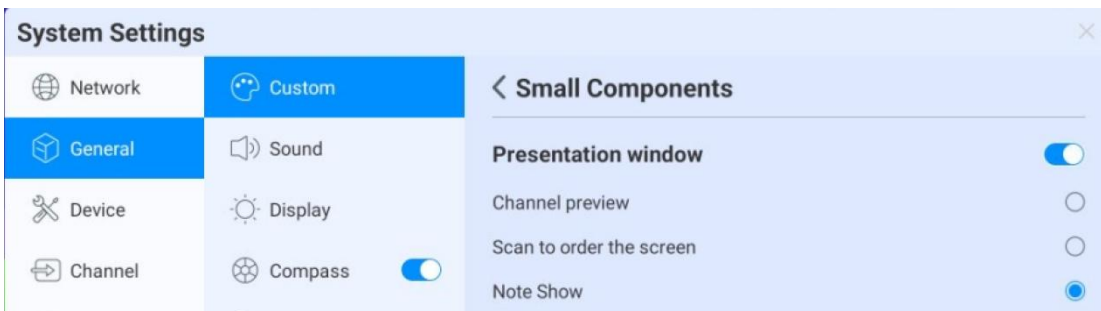 System Settings
Network
General
Device
Channel
Custom
Sound
Display
Compass
Small Components
Presentation window
Channel preview
Scan to order the screen
Note Show